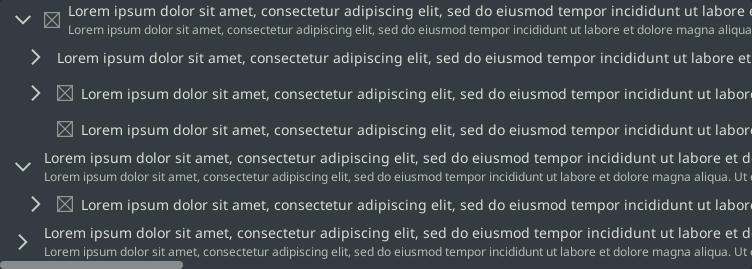 Lorem ipsum dolor sit amet, consectetur adipiscing elit, sed do eiusmod tempor incididunt ut labore
Lorem ipsum dolor sit amet, consectetur adipiscing elit, sed do eiusmod tempor incididunt ut labore et dolore magna aliqua
Lorem ipsum dolor sit amet, consectetur adipiscing elit, sed do eiusmod tempor incididunt ut labore et
Lorem ipsum dolor sit amet, consectetur adipiscing elit, sed do eiusmod tempor incididunt ut labor
Lorem ipsum dolor sit amet, consectetur adipiscing elit, sed do eiusmod tempor incididunt ut labor
Lorem ipsum dolor sit amet, consectetur adipiscing elit, sed do eiusmod tempor incididunt ut labore et d
Lorem ipsum dolor sit amet, consectetur adipiscing elit, sed do eiusmod tempor incididunt ut labore et dolore magna aliqua. Ut
Lorem ipsum dolor sit amet, consectetur adipiscing elit, sed do eiusmod tempor incididunt ut labor
Lorem ipsum dolor sit amet, consectetur adipiscing elit, sed do eiusmod tempor incididunt ut labore et d
Lorem ipsum dolor sit amet, consectetur adipiscing elit, sed do eiusmod tempor incididunt ut labore et dolore magna aliqua. Ut